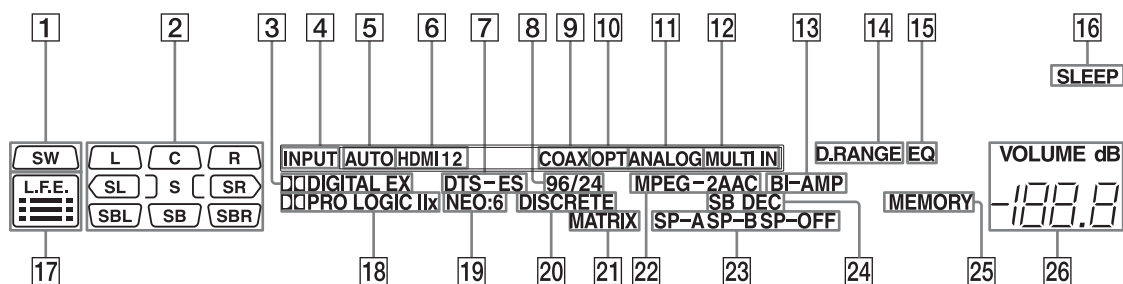 1 2 3 4 5 6 7 8 9 10 11 12 13 14 15 16
SLEEP
SW L C R INPUT AUTO HDMI 12 COAX OPT ANALOG MULTI IN D.RANGE EQ VOLUME dB
L.F.E. SL S SR DIGITAL EX DTS-ES 96/24 MPEG-2AAC BI-AMP
SBL SB SBR PRO LOGIC IIx NEO:6 DISCRETE SB DEC MEMORY -188.8
MATRIX SP-A SP-B SP-OFF
17 18 19 20 21 22 23 24 25 26